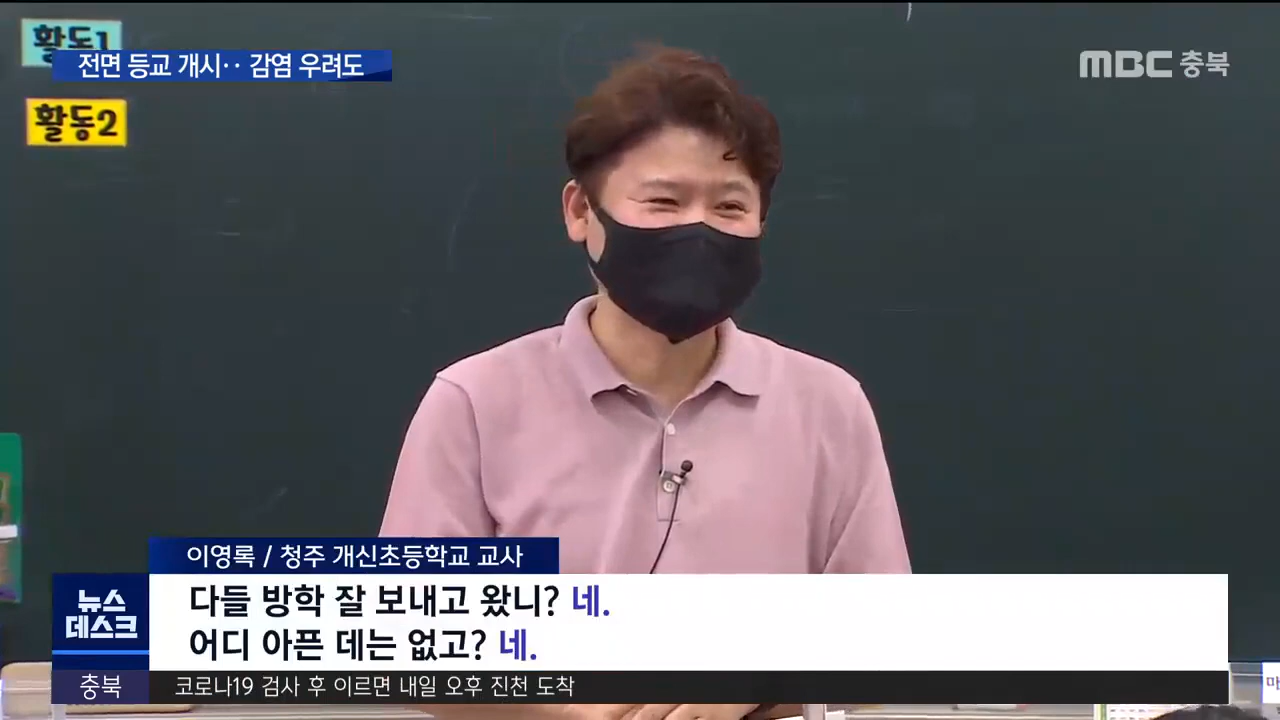 활동1
전면 등교 개시‥ 감염 우려도
MBC 충북
활동2
이영록 / 청주 개신초등학교 교사
뉴스
데스크
다들 방학 잘 보내고 왔니? 네.
어디 아픈 데는 없고? 네.
충북
코로나19 검사 후 이르면 내일 오후 진천 도착
마